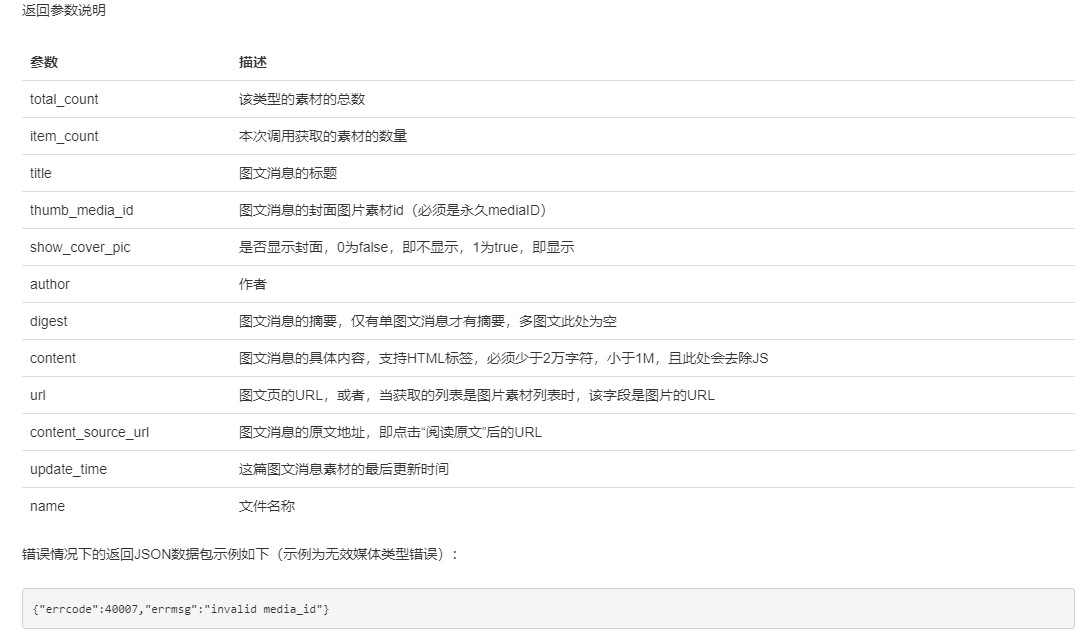 返回参数说明
参数 描述
total_count 该类型的素材的总数
item_count 本次调用获取的素材的数量
title 图文消息的标题
thumb_media_id 图文消息的封面图片素材id（必须是永久mediaID）
show_cover_pic 是否显示封面，0为false，即不显示，1为true，即显示
author 作者
digest 图文消息的摘要，仅有单图文消息才有摘要，多图文此处为空
content 图文消息的具体内容，支持HTML标签，必须少于2万字符，小于1M，且此处会去除JS
url 图文页的URL，或者，当获取的列表是图片素材列表时，该字段是图片的URL
content_source_url 图文消息的原文地址，即点击“阅读原文”后的URL
update_time 这篇图文消息素材的最后更新时间
name 文件名称
错误情况下的返回JSON数据包示例如下（示例为无效媒体类型错误）：
{"errcode":40007,"errmsg":"invalid media_id"}